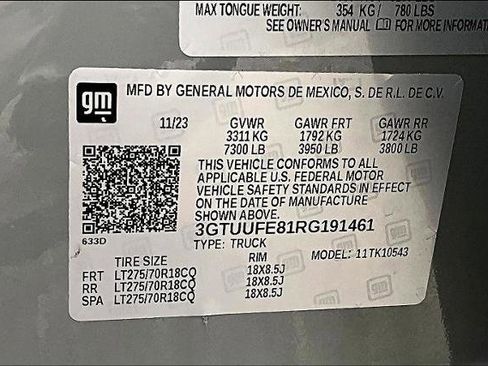 MAX TONGUE WEIGHT: 354 KG/ 780 LBS
SEE OWNER'S MANUAL FOR MORE INFORMAT
gm
MFD BY GENERAL MOTORS DE MEXICO, S. DE R.L. DE C.V.
11/23 GVWR GAWR FRT GAWR RR
3311 KG 1792 KG 1724 KG
7300 LB 3950 LB 3800 LB
THIS VEHICLE CONFORMS TO ALL
APPLICABLE U.S. FEDERAL MOTOR
VEHICLE SAFETY STANDARDS IN EFFECT
ON THE DATE OF MANUFACTURE
SHOWN ABOVE.
3GTUUFE81RG191461
633D
TYPE: TRUCK MODEL: 11TK10543
TIRE SIZE RIM
FRT LT275/70R18CQ 18X8.5J
RR LT275/70R18CQ 18X8.5J
SPA LT275/70R18CQ 18X8.5J